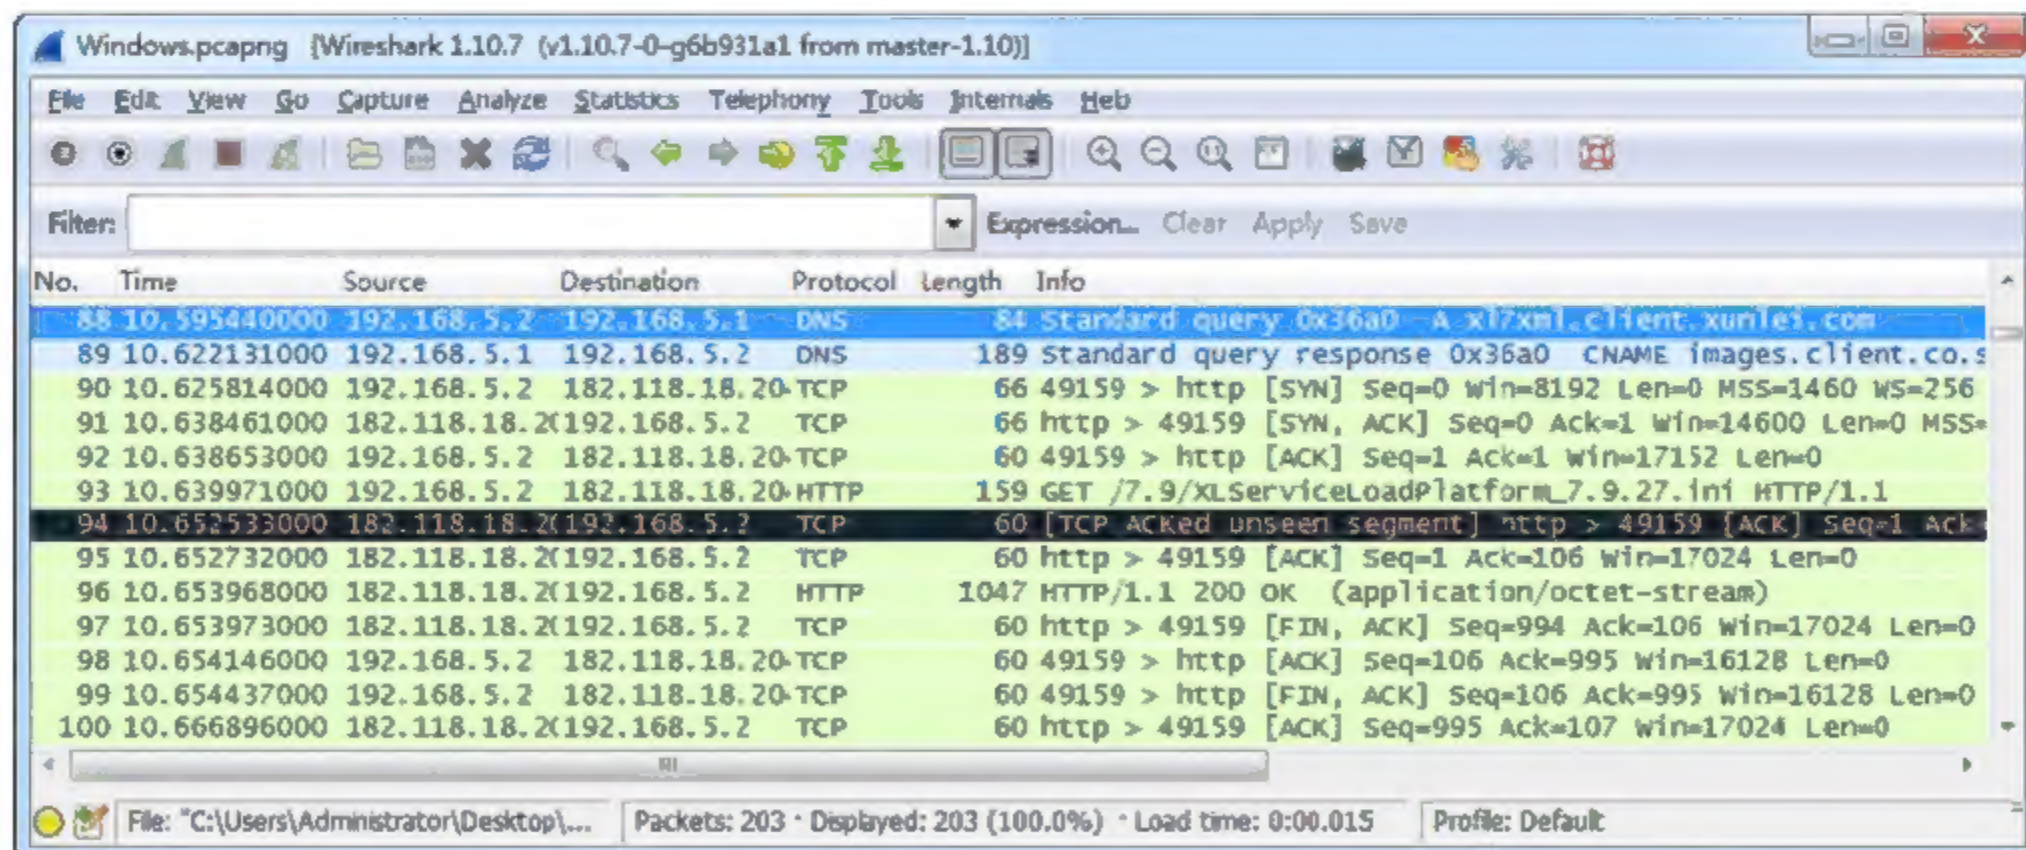 Windows.pcapng [Wireshark 1.10.7 (v1.10.7-0-g6b931a1 from master-1.10)]
File Edit View Go Capture Analyze Statistics Telephony Tools Internals Help
Filter: Expression... Clear Apply Save
No. Time Source Destination Protocol Length Info
88 10.595440000 192.168.5.2 192.168.5.1 DNS 84 Standard query 0x36a0 A xl7xml.client.xunlei.com
89 10.622131000 192.168.5.1 192.168.5.2 DNS 189 Standard query response 0x36a0 CNAME images.client.co.s
90 10.625814000 192.168.5.2 182.118.18.20 TCP 66 49159 > http [SYN] Seq=0 Win=8192 Len=0 MSS=1460 WS=256
91 10.638461000 182.118.18.2( 192.168.5.2 TCP 66 http > 49159 [SYN, ACK] Seq=0 Ack=1 Win=14600 Len=0 MSS=
92 10.638653000 192.168.5.2 182.118.18.20 TCP 60 49159 > http [ACK] Seq=1 Ack=1 Win=17152 Len=0
93 10.639971000 192.168.5.2 182.118.18.20 HTTP 159 GET /7.9/XLServiceLoadPlatform_7.9.27.ini HTTP/1.1
94 10.652533000 182.118.18.2( 192.168.5.2 TCP 60 [TCP ACKed unseen segment] http > 49159 [ACK] Seq=1 Ack
95 10.652732000 182.118.18.2( 192.168.5.2 TCP 60 http > 49159 [ACK] Seq=1 Ack=106 Win=17024 Len=0
96 10.653968000 182.118.18.2( 192.168.5.2 HTTP 1047 HTTP/1.1 200 OK (application/octet-stream)
97 10.653973000 182.118.18.2( 192.168.5.2 TCP 60 http > 49159 [FIN, ACK] Seq=994 Ack=106 Win=17024 Len=0
98 10.654146000 192.168.5.2 182.118.18.20 TCP 60 49159 > http [ACK] Seq=106 Ack=995 Win=16128 Len=0
99 10.654437000 192.168.5.2 182.118.18.20 TCP 60 49159 > http [FIN, ACK] Seq=106 Ack=995 Win=16128 Len=0
100 10.666896000 182.118.18.2( 192.168.5.2 TCP 60 http > 49159 [ACK] Seq=995 Ack=107 Win=17024 Len=0
File: "C:\Users\Administrator\Desktop\... Packets: 203 · Displayed: 203 (100.0%) · Load time: 0:00.015 Profile: Default